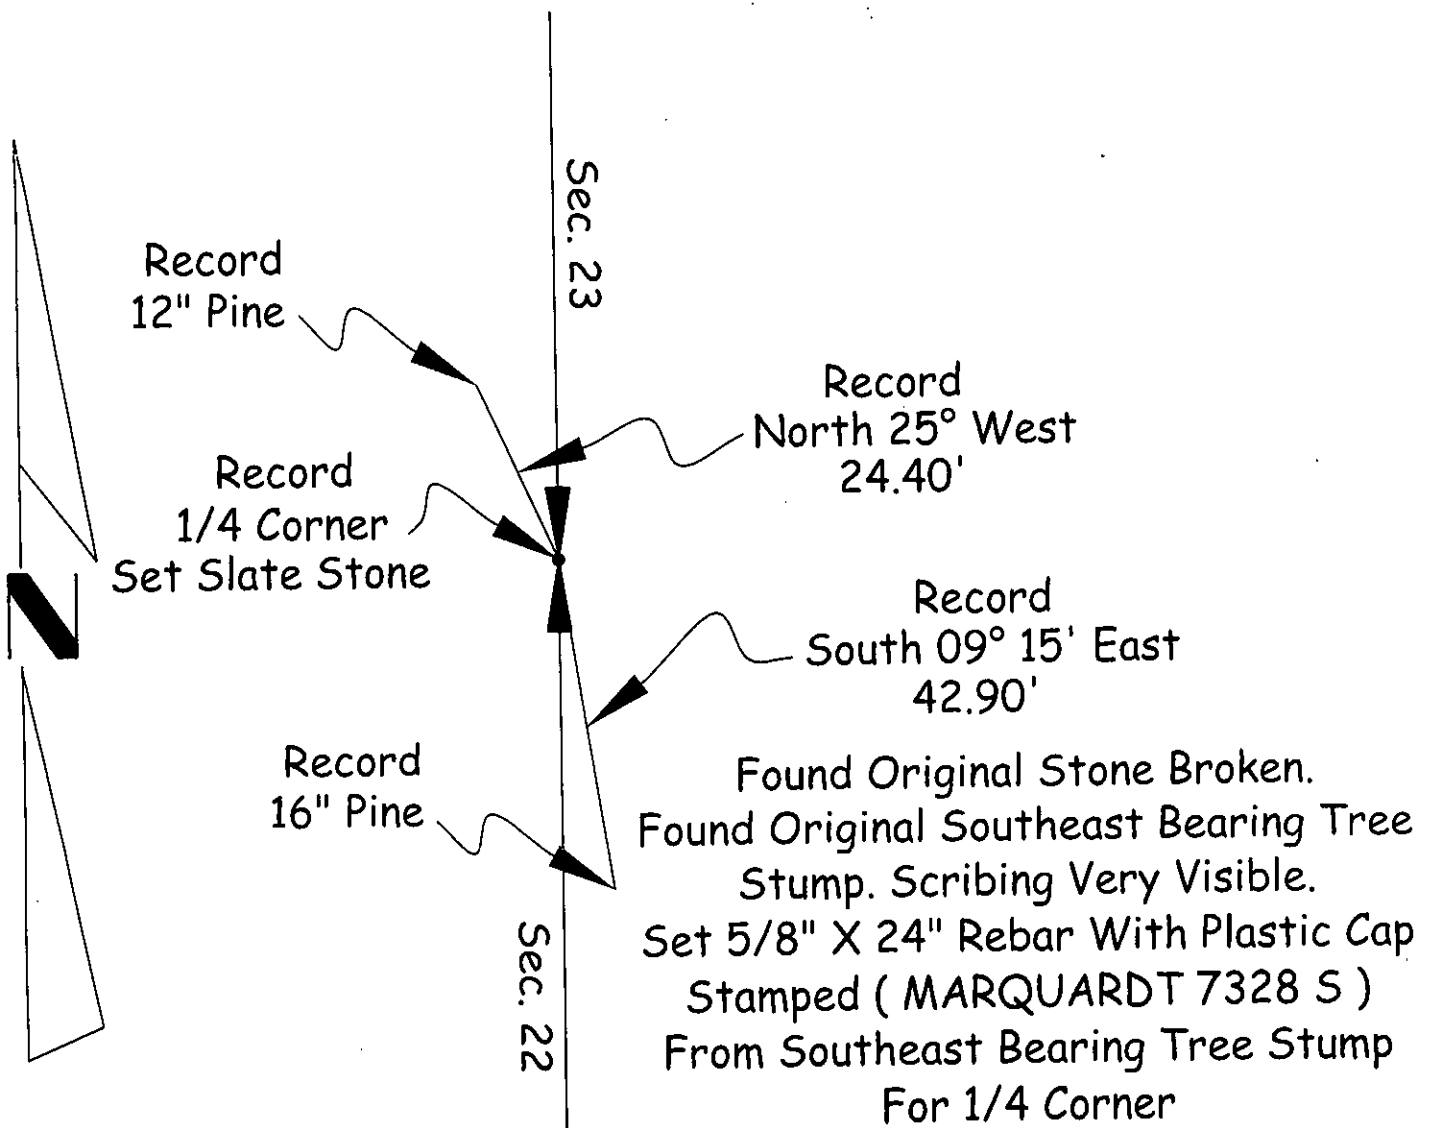 Sec. 23
Record
12" Pine
Record
North 25° West
24.40'
Record
1/4 Corner
Set Slate Stone
N
Record
South 09° 15' East
42.90'
Record
16" Pine
Sec. 22
Found Original Stone Broken.
Found Original Southeast Bearing Tree
Stump. Scribing Very Visible.
Set 5/8" X 24" Rebar With Plastic Cap
Stamped ( MARQUARDT 7328 S )
From Southeast Bearing Tree Stump
For 1/4 Corner